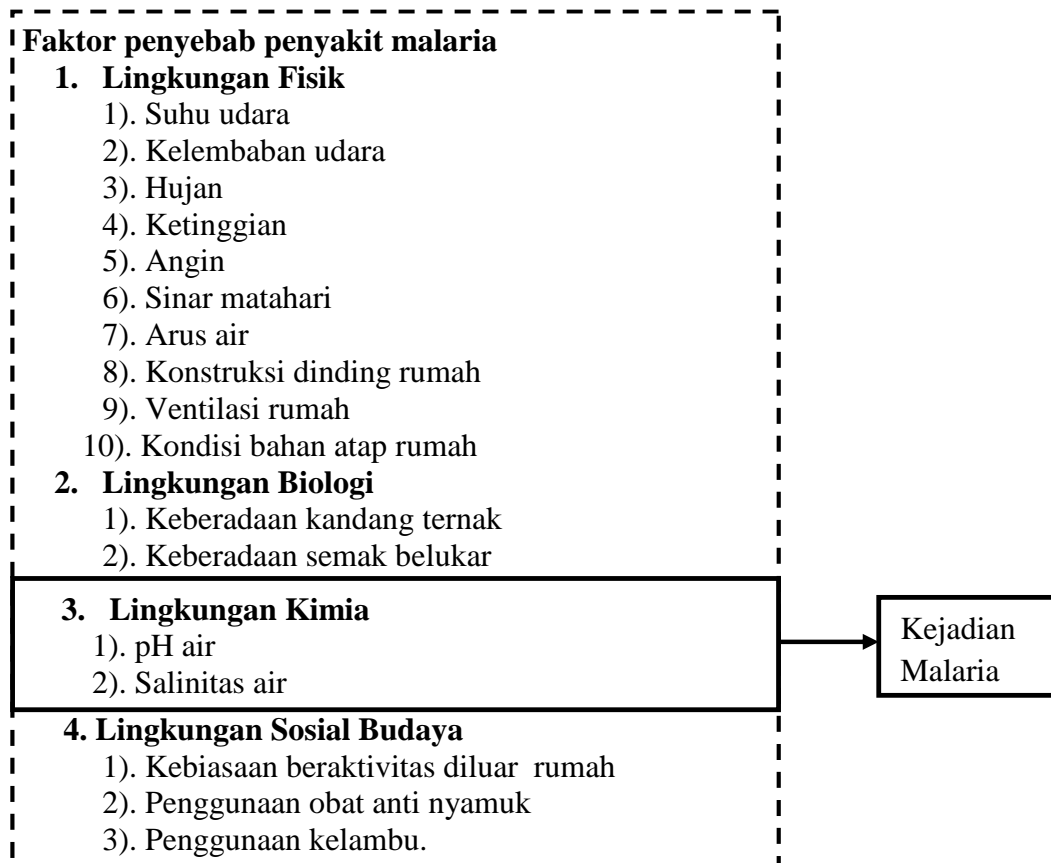 Faktor penyebab penyakit malaria
1. Lingkungan Fisik
1). Suhu udara
2). Kelembaban udara
3). Hujan
4). Ketinggian
5). Angin
6). Sinar matahari
7). Arus air
8). Konstruksi dinding rumah
9). Ventilasi rumah
10). Kondisi bahan atap rumah
2. Lingkungan Biologi
1). Keberadaan kandang ternak
2). Keberadaan semak belukar
3. Lingkungan Kimia
1). pH air
2). Salinitas air
Kejadian
Malaria
4. Lingkungan Sosial Budaya
1). Kebiasaan beraktivitas diluar rumah
2). Penggunaan obat anti nyamuk
3). Penggunaan kelambu.